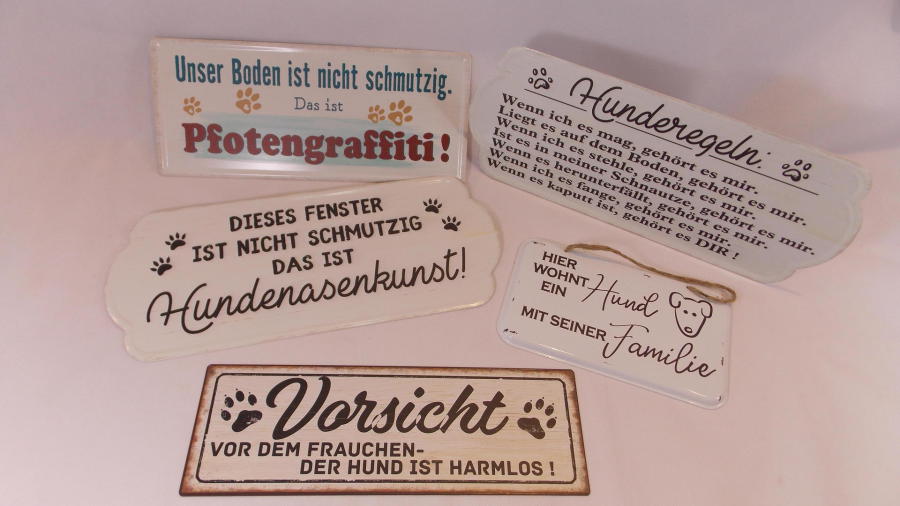 Unser Boden ist nicht schmutzig.
Das ist
Pfotengraffiti!
Hunderegeln:
Wenn ich es mag, gehört es mir.
Liegt es auf dem Boden, gehört es mir.
Wenn ich es stehle, gehört es mir.
Ist es in meiner Schnautze, gehört es mir.
Wenn es herunterfällt, gehört es mir.
Wenn ich es fange, gehört es mir.
Wenn es kaputt ist, gehört es DIR !
DIESES FENSTER
IST NICHT SCHMUTZIG
DAS IST
Hundenasenkunst!
HIER
WOHNT
EIN Hund
MIT SEINER
Familie
Vorsicht
VOR DEM FRAUCHEN-
DER HUND IST HARMLOS !